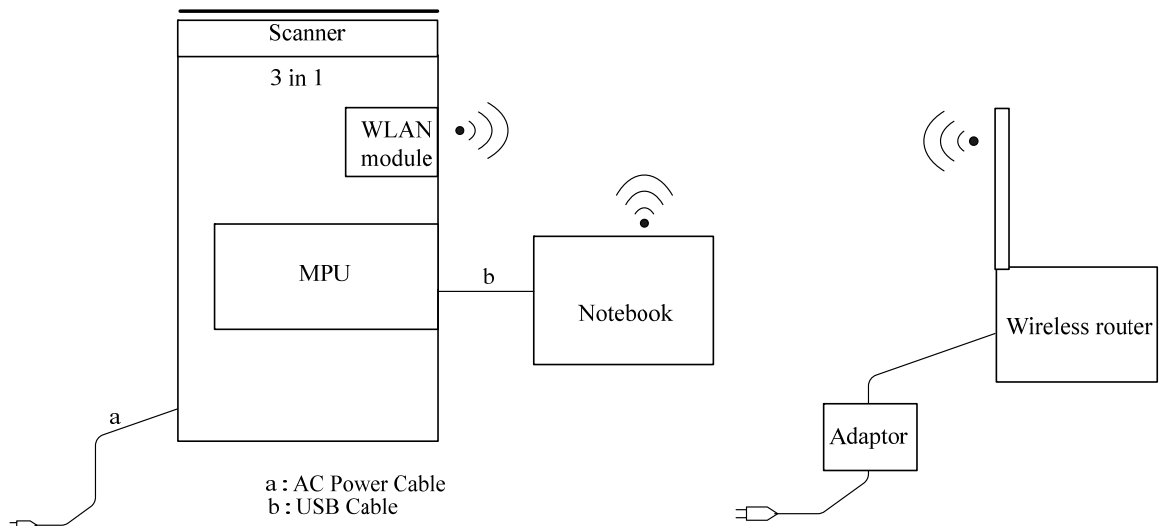 Scanner
3 in 1
WLAN
module
MPU
b
Notebook
Wireless router
a
Adaptor
a : AC Power Cable
b : USB Cable